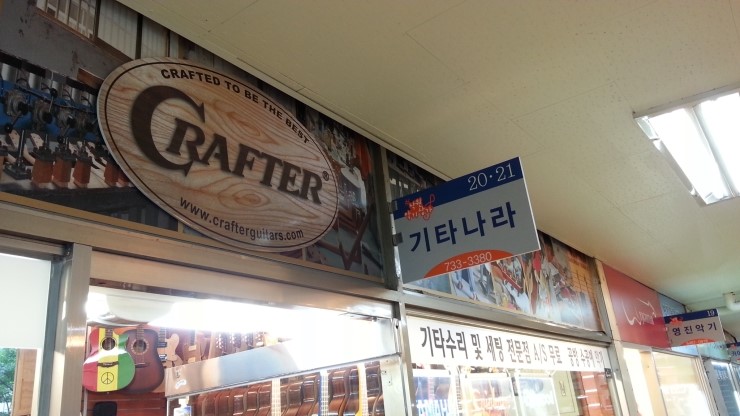 CRAFTED TO BE THE BEST
CRAFTER®
www.crafterguitars.com
20·21
기타나라
733-3380
기타수리 및 세팅 전문점 A/S 무료
19
영진악기